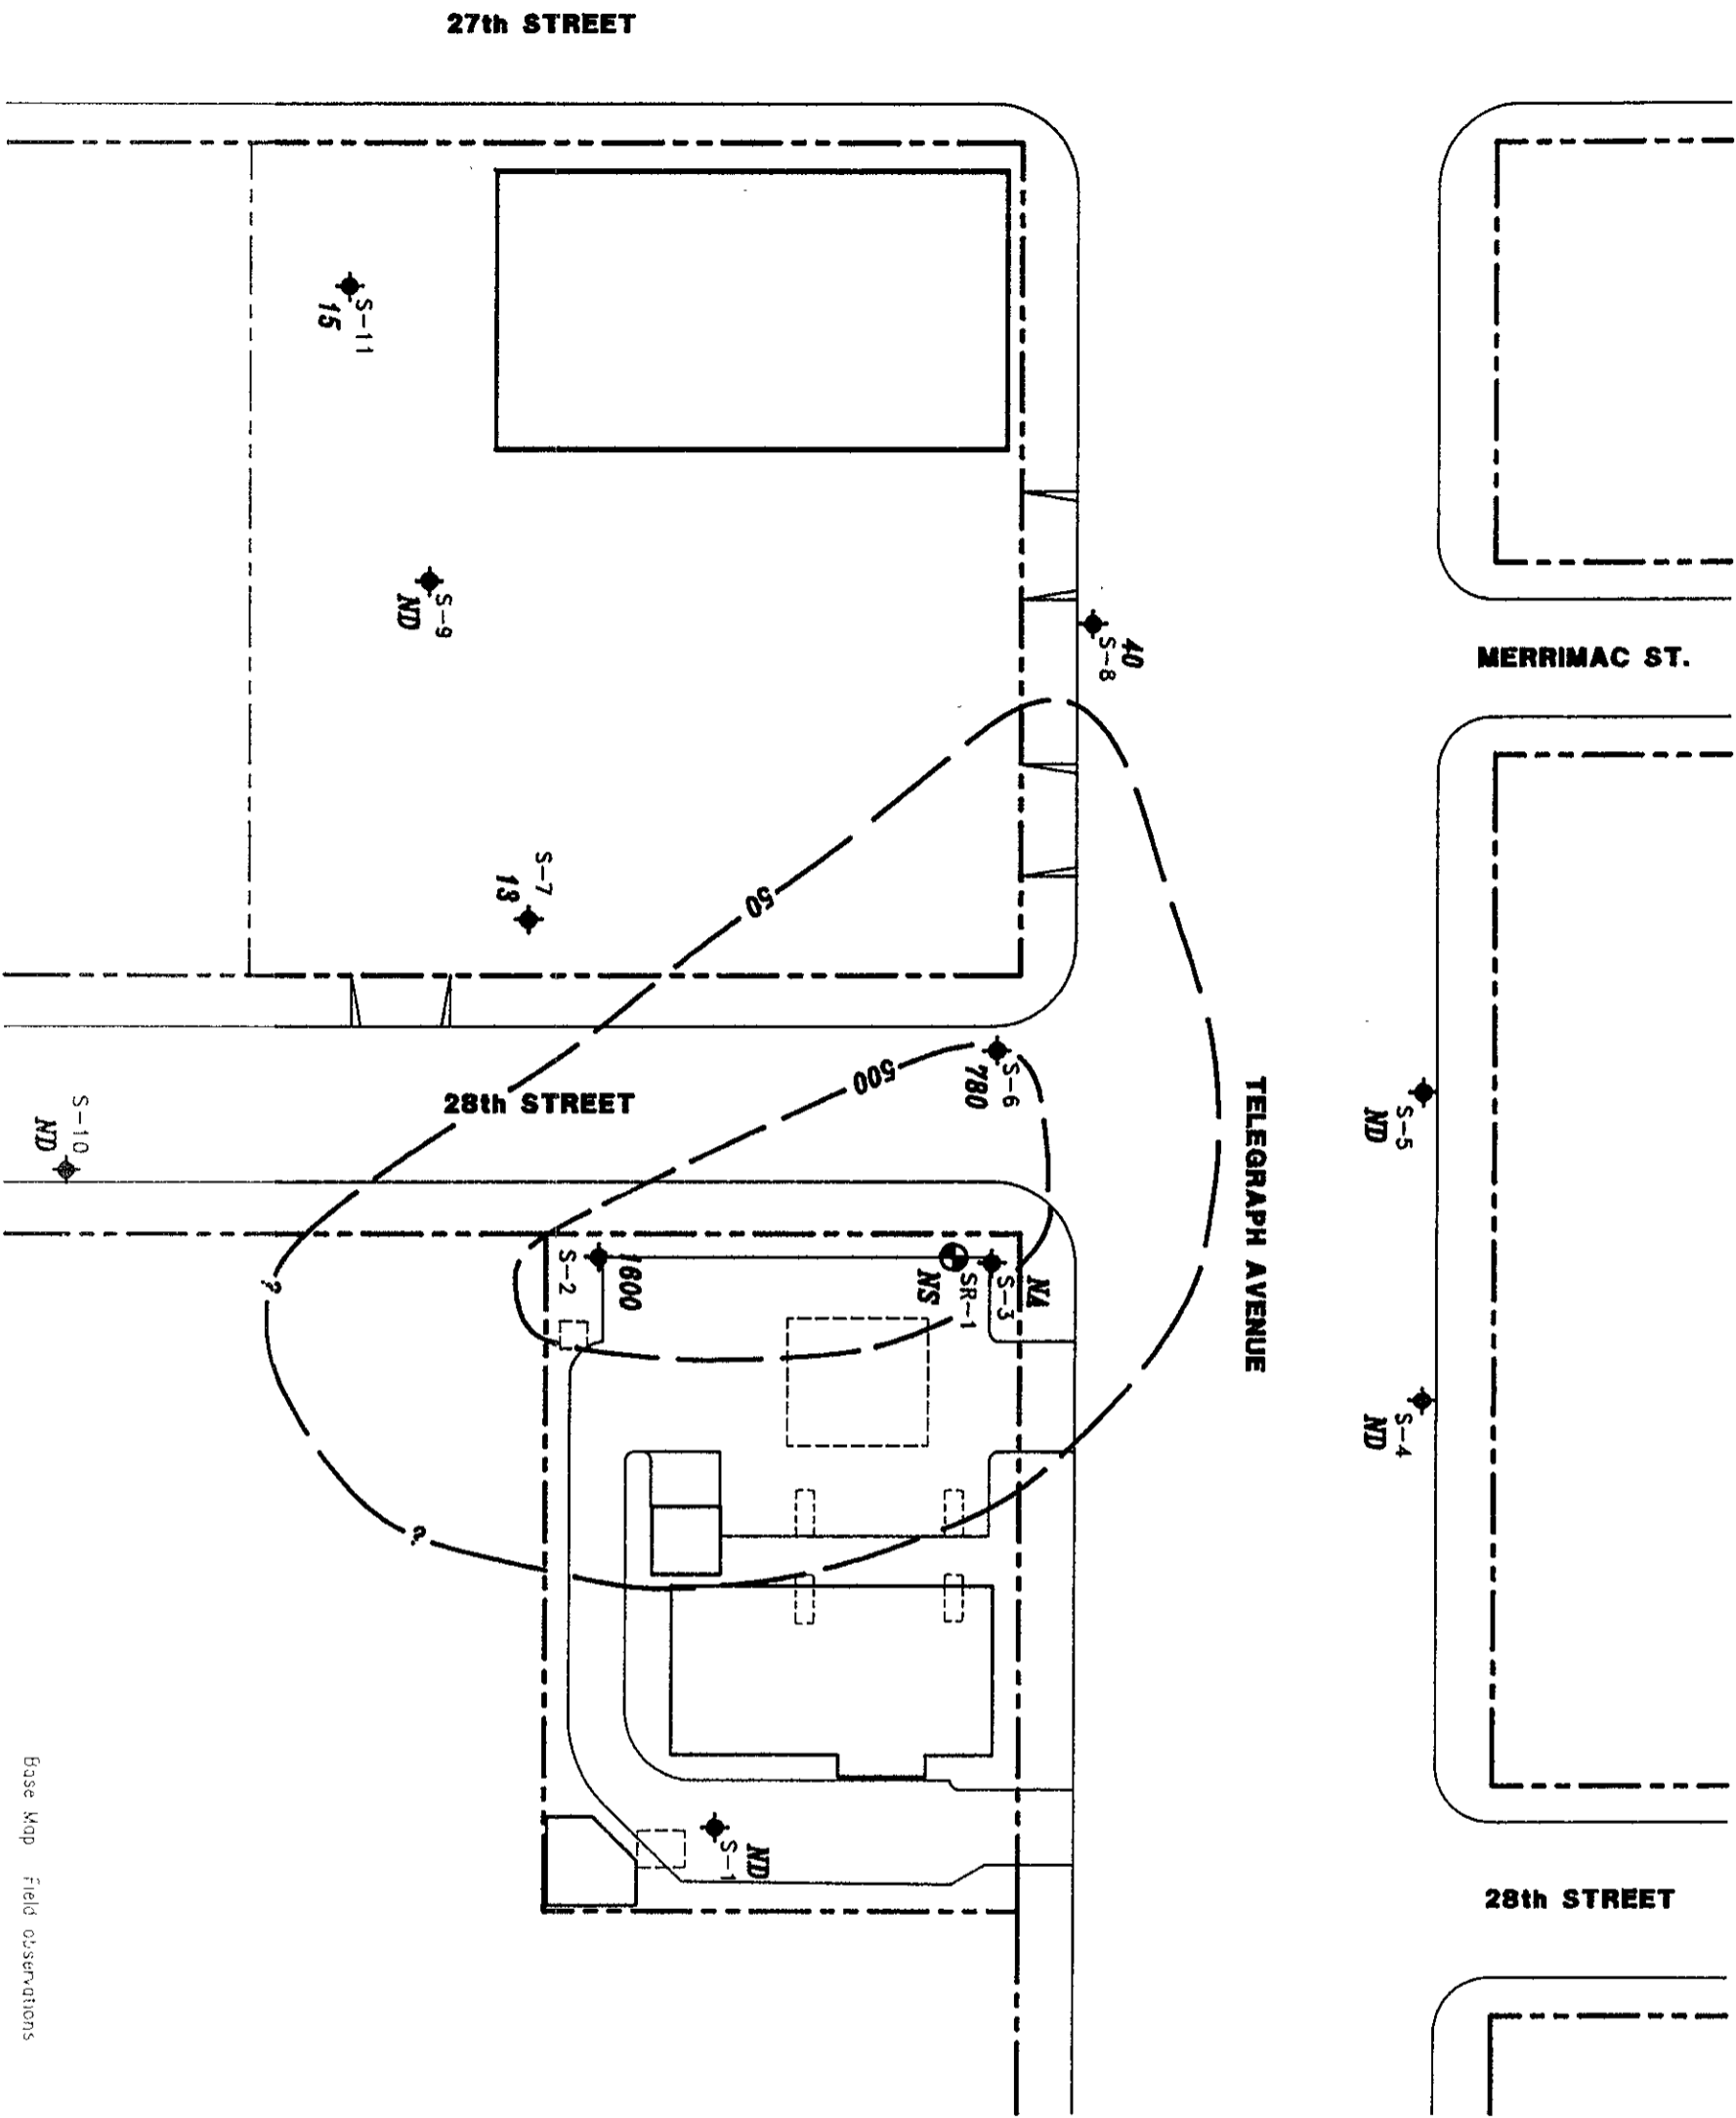 27th STREET
S-11
15
S-9
ND
40
S-8
MERRIMAC ST.
S-7
13
50
500
S-6
780
28th STREET
TELEGRAPH AVENUE
S-5
ND
S-10
ND
?
S-2
1800
SR-1
NS
S-3
NA
S-4
ND
?
S-1
ND
28th STREET
Base Map Field observations